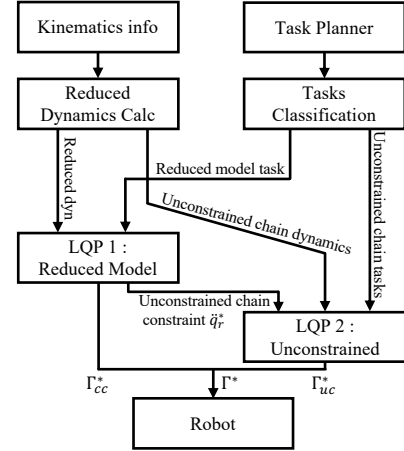 Kinematics info
Task Planner
Reduced
Dynamics Calc
Tasks
Classification
Reduced dyn
Reduced model task
Unconstrained chain dynamics
Unconstrained
chain tasks
LQP 1 :
Reduced Model
Unconstrained chain
constraint q̈ᵣ*
LQP 2 :
Unconstrained
Γ*cc
Γ*
Γ*uc
Robot